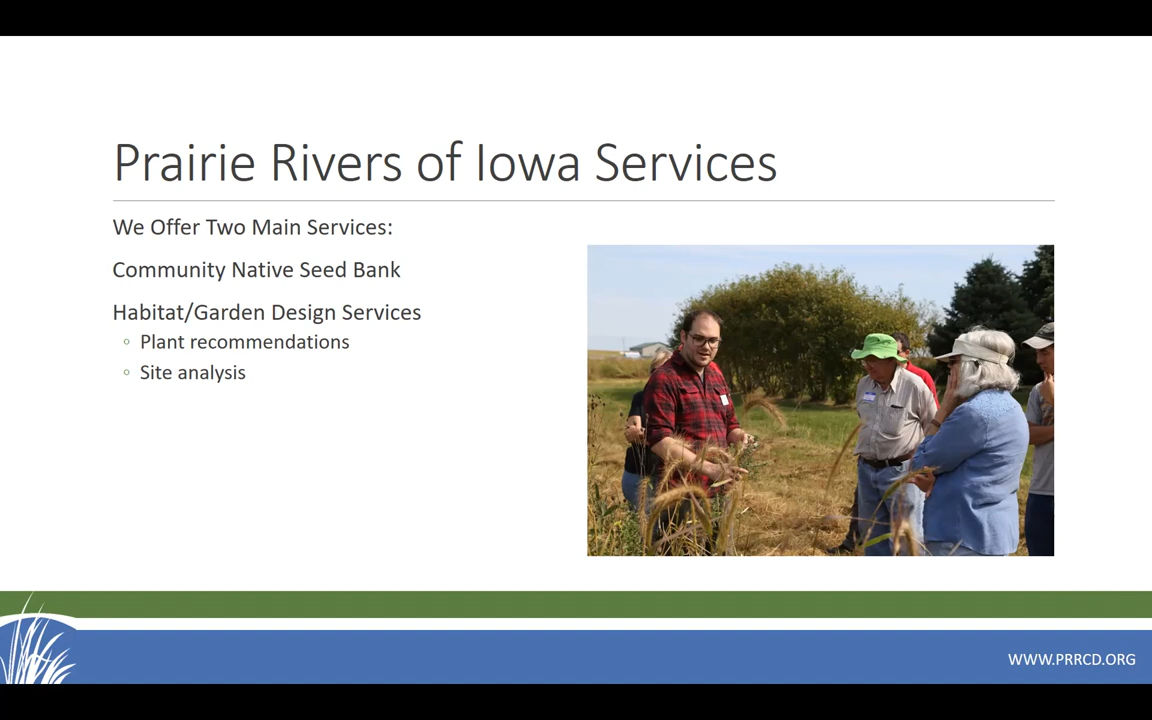 Prairie Rivers of Iowa Services
We Offer Two Main Services:
Community Native Seed Bank
Habitat/Garden Design Services
◦ Plant recommendations
◦ Site analysis
WWW.PRRCD.ORG